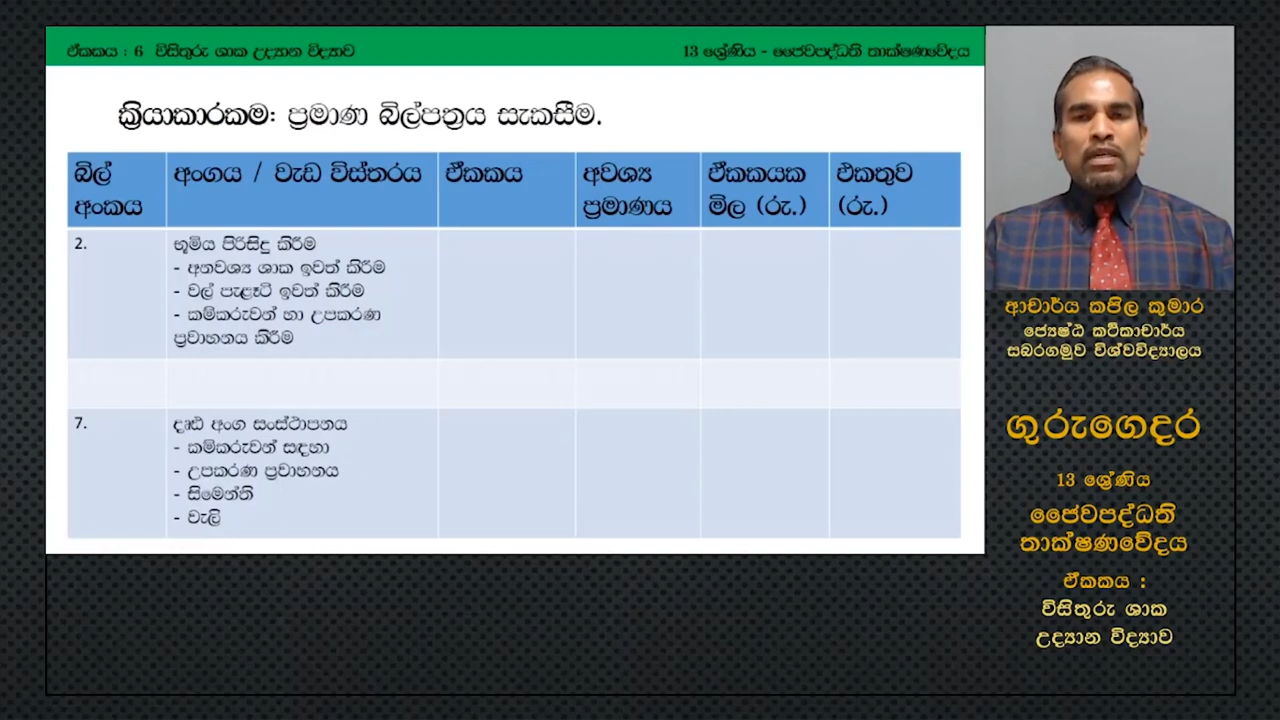 ඒකකය : 6 විසිතුරු ශාක උද්‍යාන විද්‍යාව
13 ශ්‍රේණිය - ජෛවපද්ධති තාක්ෂණවේදය
ක්‍රියාකාරකම: ප්‍රමාණ බිල්පත්‍රය සැකසීම.
බිල් අංකය
අංගය / වැඩ විස්තරය
ඒකකය
අවශ්‍ය ප්‍රමාණය
ඒකකයක මිල (රු.)
එකතුව (රු.)
2.
භූමිය පිරිසිදු කිරීම
- අනවශ්‍ය ශාක ඉවත් කිරීම
- වල් පැළෑටි ඉවත් කිරීම
- කම්කරුවන් හා උපකරණ
ප්‍රවාහනය කිරීම
7.
දෘඪ අංග සංස්ථාපනය
- කම්කරුවන් සඳහා
- උපකරණ ප්‍රවාහනය
- සිමෙන්ති
- වැලි
ආචාර්ය කපිල කුමාර
ජ්‍යෙෂ්ඨ කථිකාචාර්ය
සබරගමුව විශ්වවිද්‍යාලය
ගුරුගෙදර
13 ශ්‍රේණිය
ජෛවපද්ධති
තාක්ෂණවේදය
ඒකකය :
විසිතුරු ශාක
උද්‍යාන විද්‍යාව